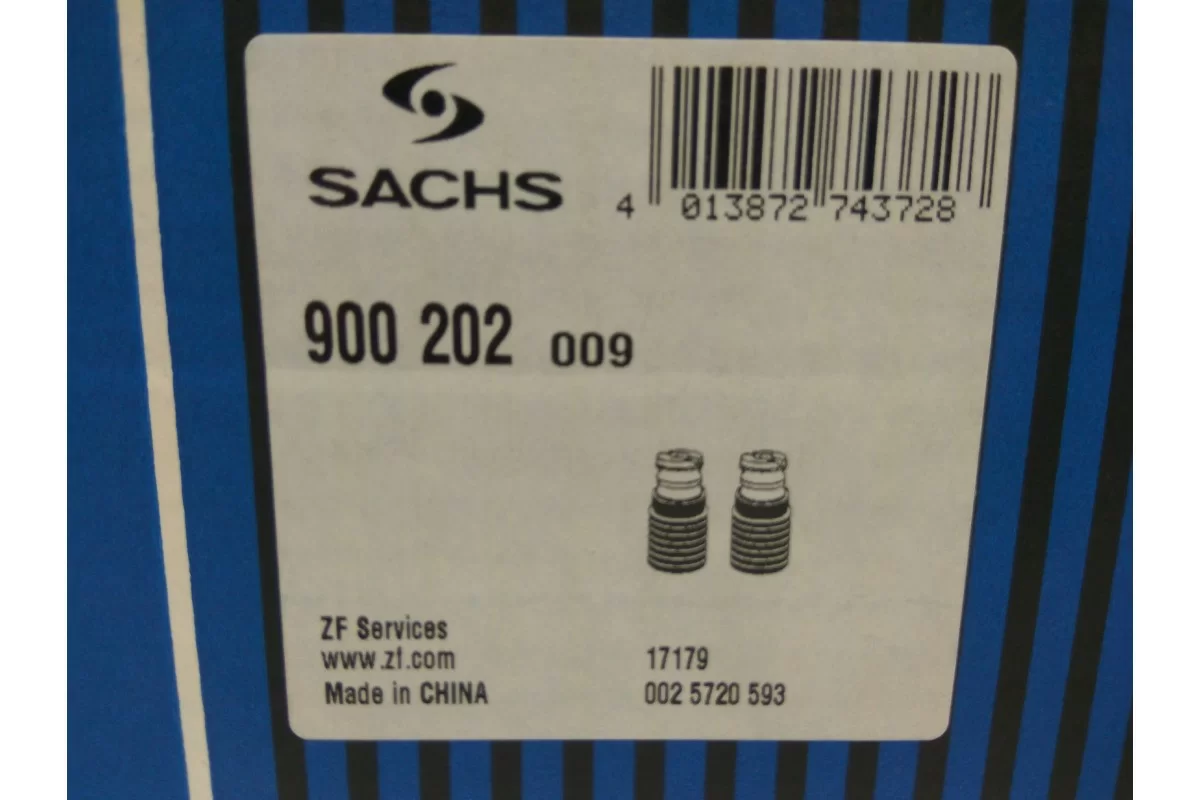 SACHS
4 013872 743728
900 202 009
ZF Services
www.zf.com
17179
Made in CHINA
002 5720 593